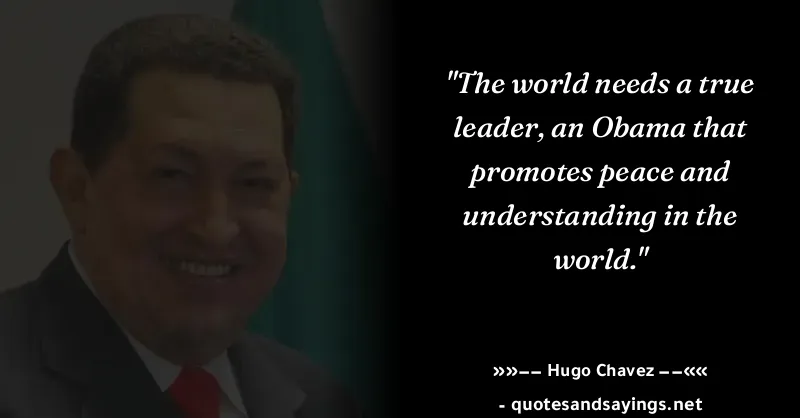 "The world needs a true
leader, an Obama that
promotes peace and
understanding in the
world."
»»−− Hugo Chavez −−««
- quotesandsayings.net